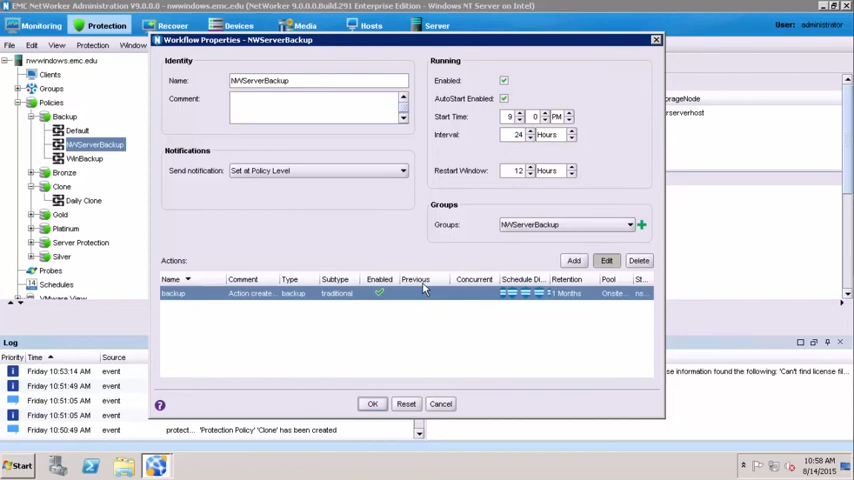 EMC NetWorker Administration V9.0.0.0 - nwwindows.emc.edu (NetWorker 9.0.0.0.Build.291 Enterprise Edition - Windows NT Server on Intel)
Monitoring Protection Recover Devices Media Hosts Server User: administrator
File Edit View Protection Window
Workflow Properties - NWServerBackup
nwwindows.emc.edu
Clients
Groups
Policies
Backup
Default
NWServerBackup
WinBackup
Bronze
Clone
Daily Clone
Gold
Platinum
Server Protection
Silver
Probes
Schedules
VMware View
Identity
Name: NWServerBackup
Comment:
Notifications
Send notification: Set at Policy Level
Running
Enabled:
AutoStart Enabled:
Start Time: 9 0 PM
Interval: 24 Hours
Restart Window: 12 Hours
Groups
Groups: NWServerBackup
orageNode
erserverhost
Actions: Add Edit Delete
Name Comment Type Subtype Enabled Previous Concurrent Schedule Di... Retention Pool St...
backup Action create... backup traditional 1 Months Onsite... ns...
OK Reset Cancel
Log
Priority Time Source
Friday 10:53:14 AM event
Friday 10:51:49 AM event
Friday 10:51:05 AM event
Friday 10:51:05 AM event
Friday 10:50:49 AM event protect... 'Protection Policy' 'Clone' has been created
se information found the following: 'Can't find license fil...
Start
10:58 AM
8/14/2015